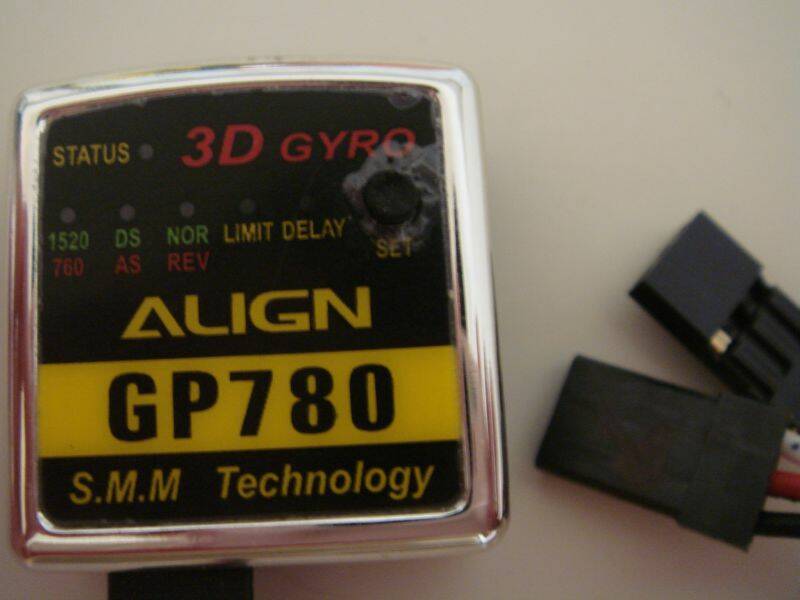 STATUS 3D GYRO
1520 DS NOR LIMIT DELAY
760 AS REV SET
ALIGN
GP780
S.M.M Technology